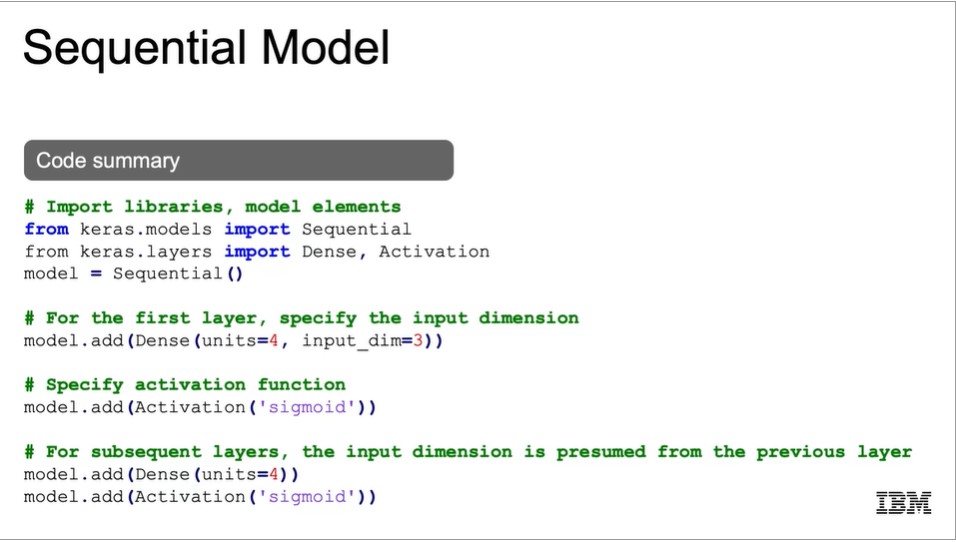 Sequential Model
Code summary
# Import libraries, model elements
from keras.models import Sequential
from keras.layers import Dense, Activation
model = Sequential()
# For the first layer, specify the input dimension
model.add(Dense(units=4, input_dim=3))
# Specify activation function
model.add(Activation('sigmoid'))
# For subsequent layers, the input dimension is presumed from the previous layer
model.add(Dense(units=4))
model.add(Activation('sigmoid'))
IBM